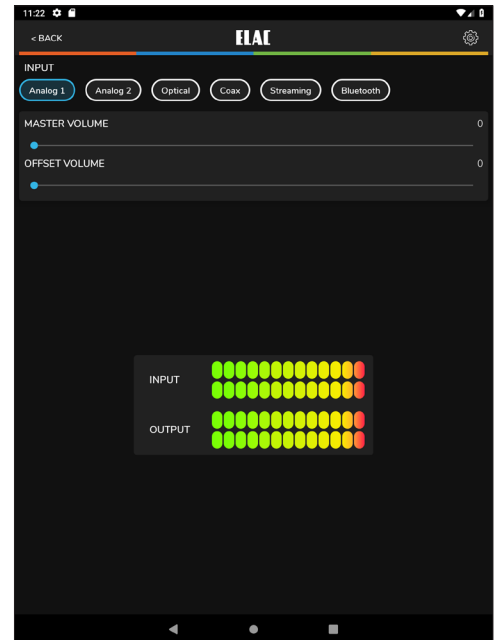 11:22
< BACK
ELAC
INPUT
Analog 1 Analog 2 Optical Coax Streaming Bluetooth
MASTER VOLUME 0
OFFSET VOLUME 0
INPUT
OUTPUT